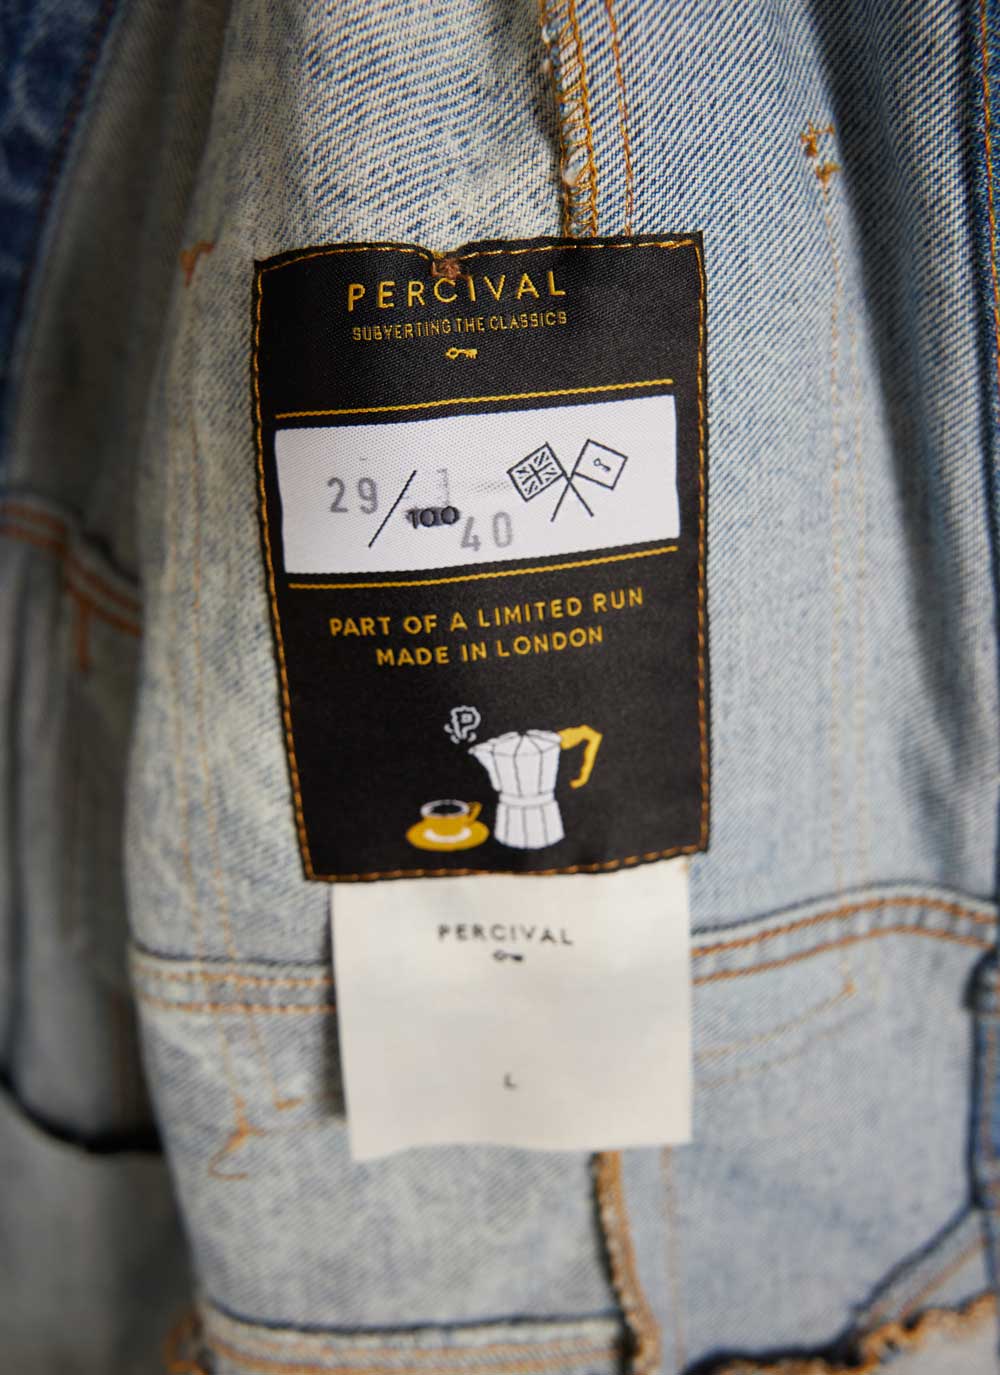 PERCIVAL
SUBVERTING THE CLASSICS
29/100
40
PART OF A LIMITED RUN
MADE IN LONDON
P
PERCIVAL
L